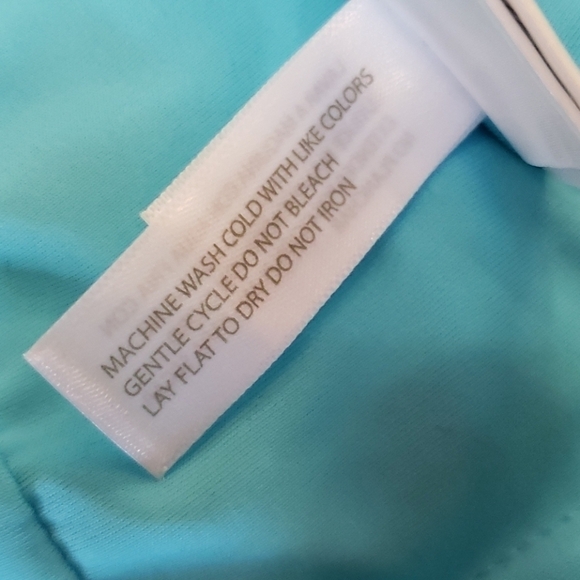 MACHINE WASH COLD WITH LIKE COLORS
GENTLE CYCLE DO NOT BLEACH
LAY FLAT TO DRY DO NOT IRON